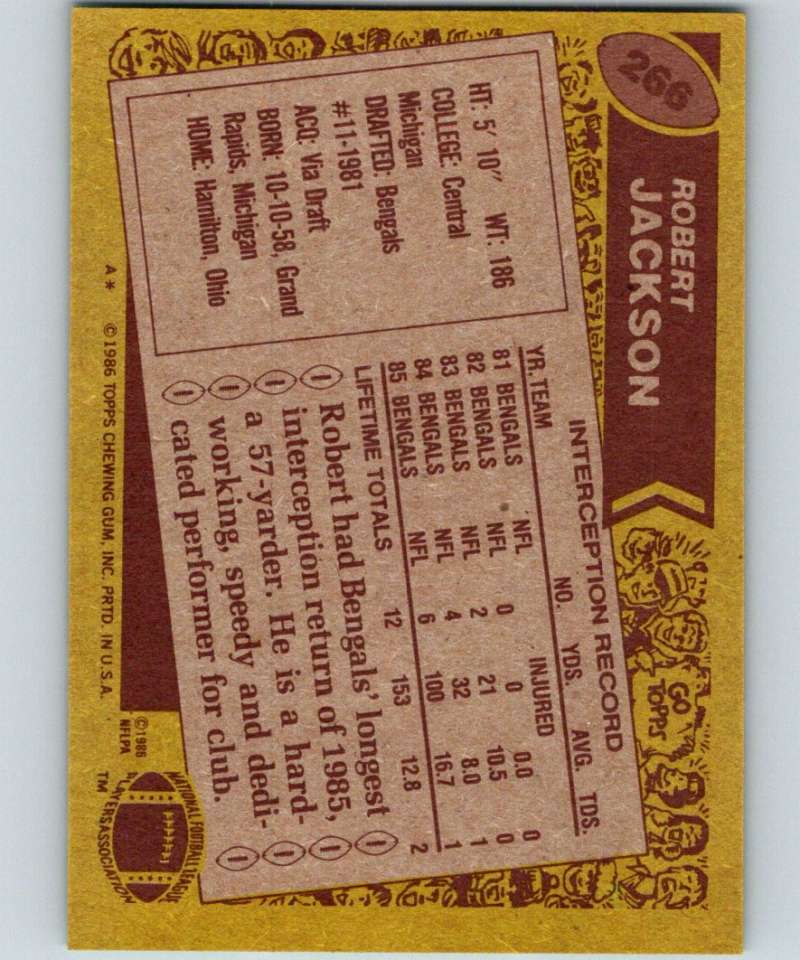 266
ROBERT
JACKSON
HT: 5' 10" WT: 186
COLLEGE: Central
Michigan
DRAFTED: Bengals
#11-1981
ACQ: Via Draft
BORN: 10-10-58, Grand
Rapids, Michigan
HOME: Hamilton, Ohio
INTERCEPTION RECORD
YR. TEAM NO. YDS. AVG. TDS.
81 BENGALS NFL INJURED
82 BENGALS NFL 0 0 0.0 0
83 BENGALS NFL 2 21 10.5 0
84 BENGALS NFL 4 32 8.0 1
85 BENGALS NFL 6 100 16.7 1
LIFETIME TOTALS 12 153 12.8 2
Robert had Bengals' longest
interception return of 1985,
a 57-yarder. He is a hard-
working, speedy and dedi-
cated performer for club.
GO
TOPPS
A* ©1986 TOPPS CHEWING GUM, INC. PRTD. IN U.S.A.
©1986
NFLPA
NATIONAL FOOTBALL LEAGUE
PLAYERS ASSOCIATION
TM